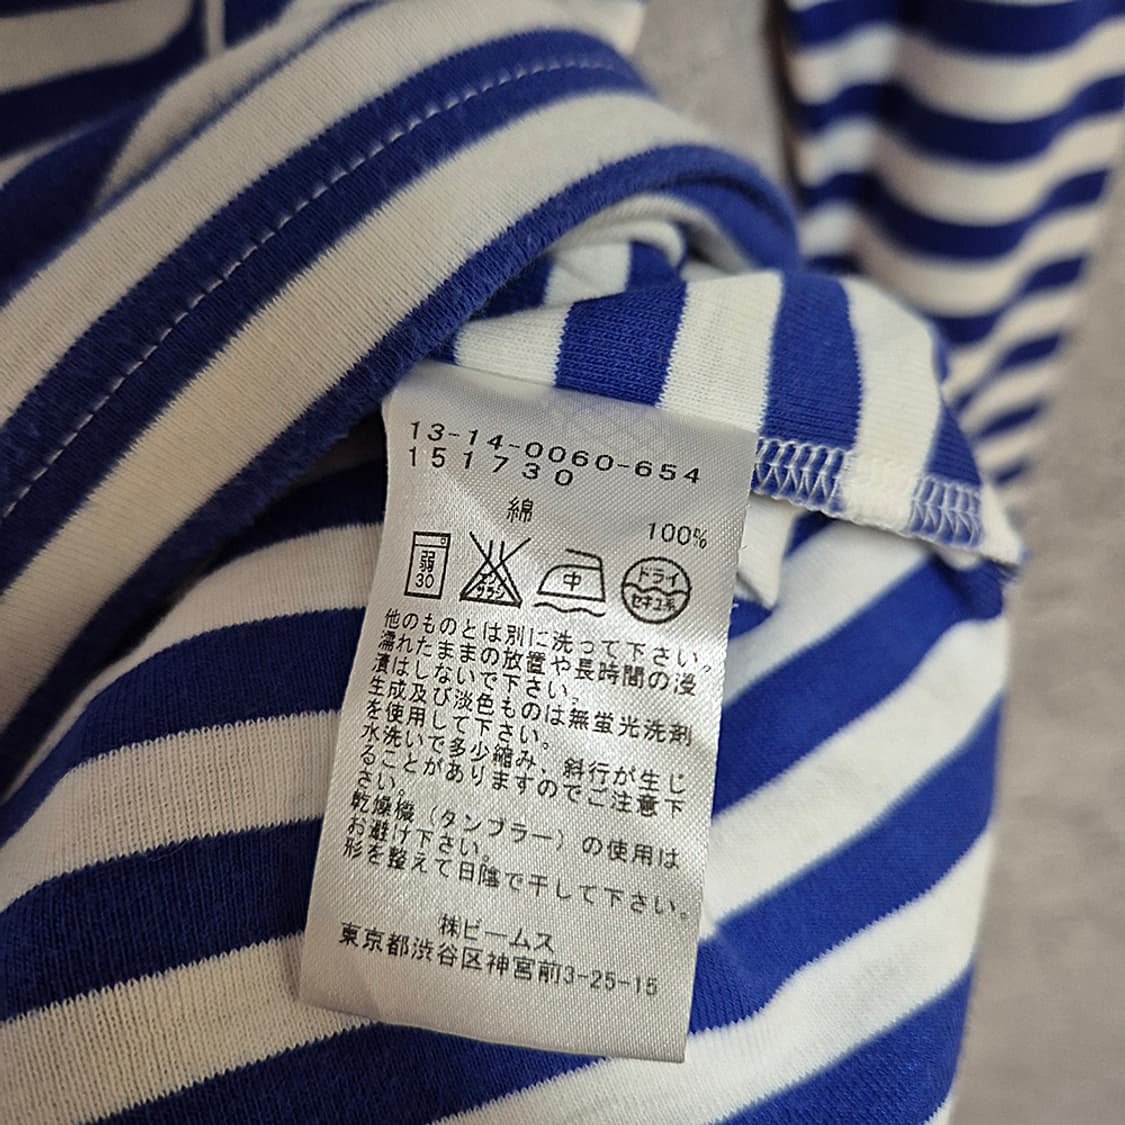 13-14-0060-654
151730
綿
100%
弱
30
エンソ
サラシ
中
ドライ
セキユ系
他のものとは別に洗って下さい。
濡れたままの放置や長時間の浸
漬はしないで下さい。
生成及び淡色ものは無蛍光洗剤
を使用して下さい。
水洗いで多少縮み、斜行が生じ
ることがありますのでご注意下
さい。
乾燥機（タンブラー）の使用は
お避け下さい。
形を整えて日陰で干して下さい。
㈱ビームス
東京都渋谷区神宮前3-25-15